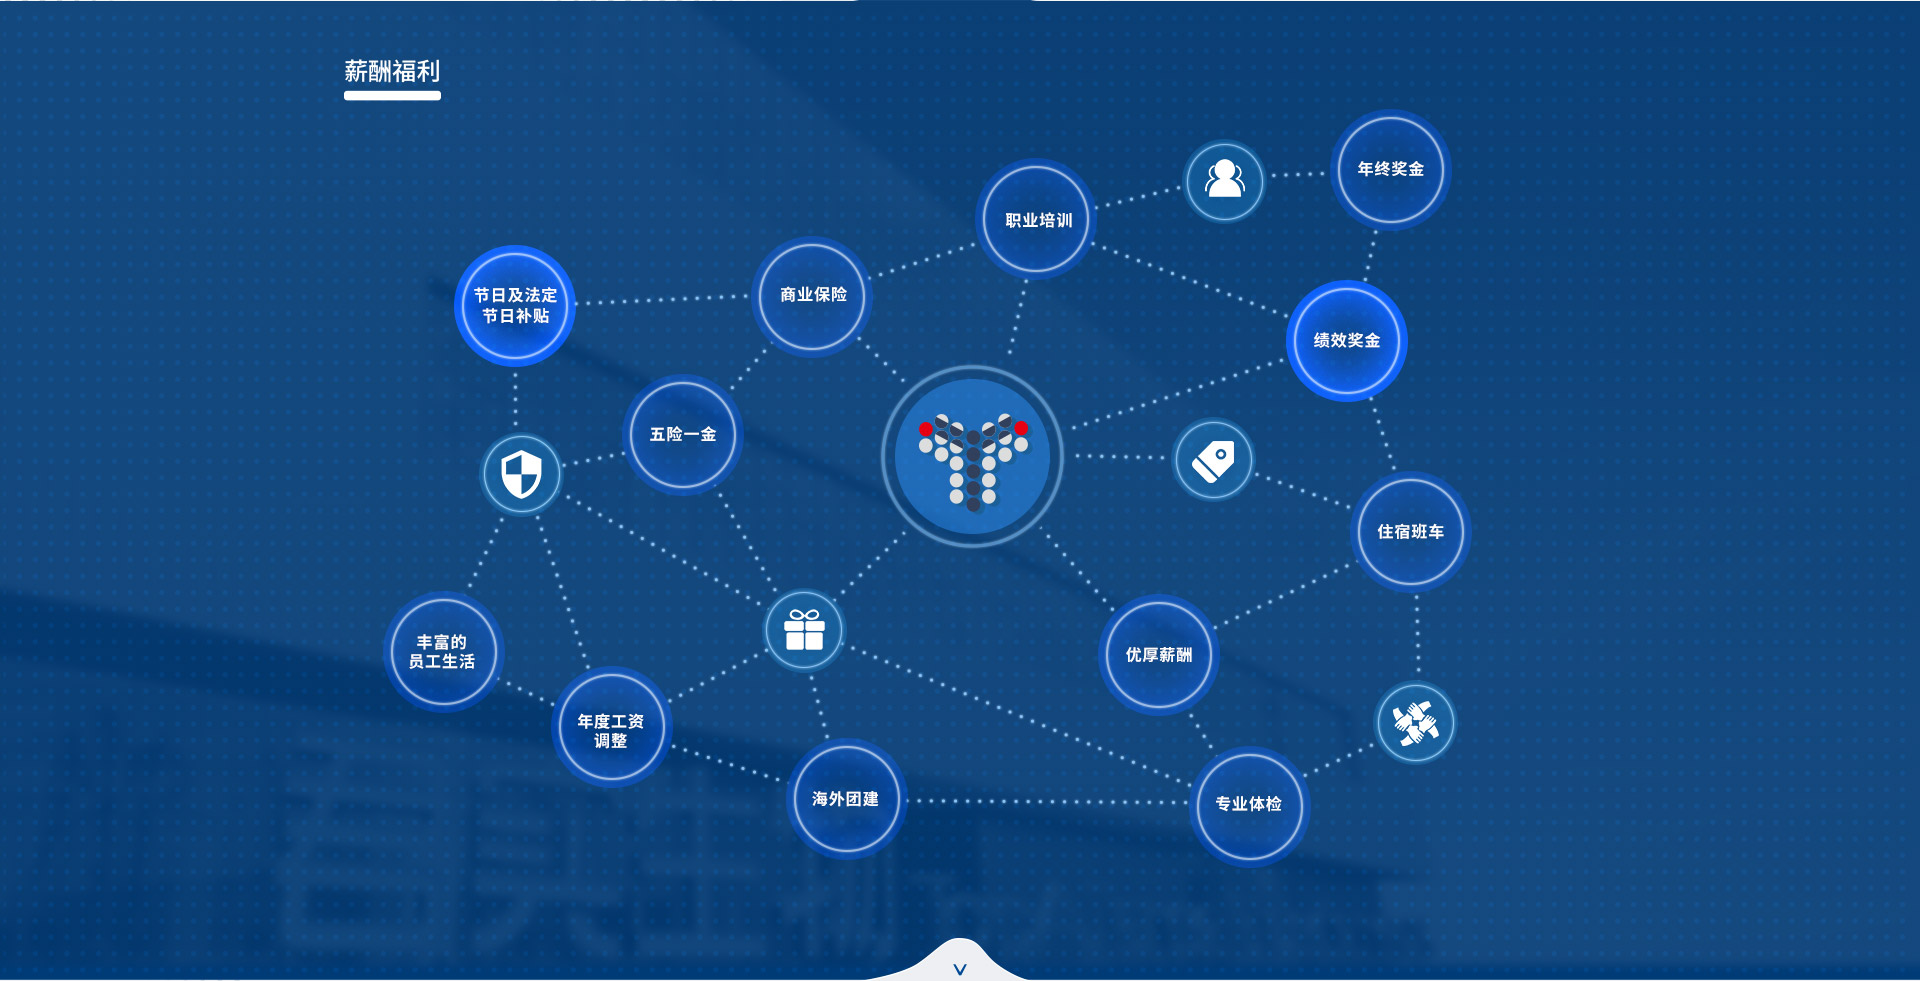 薪酬福利
年终奖金
职业培训
节日及法定
节日补贴
商业保险
绩效奖金
五险一金
住宿班车
丰富的
员工生活
优厚薪酬
年度工资
调整
海外团建
专业体检